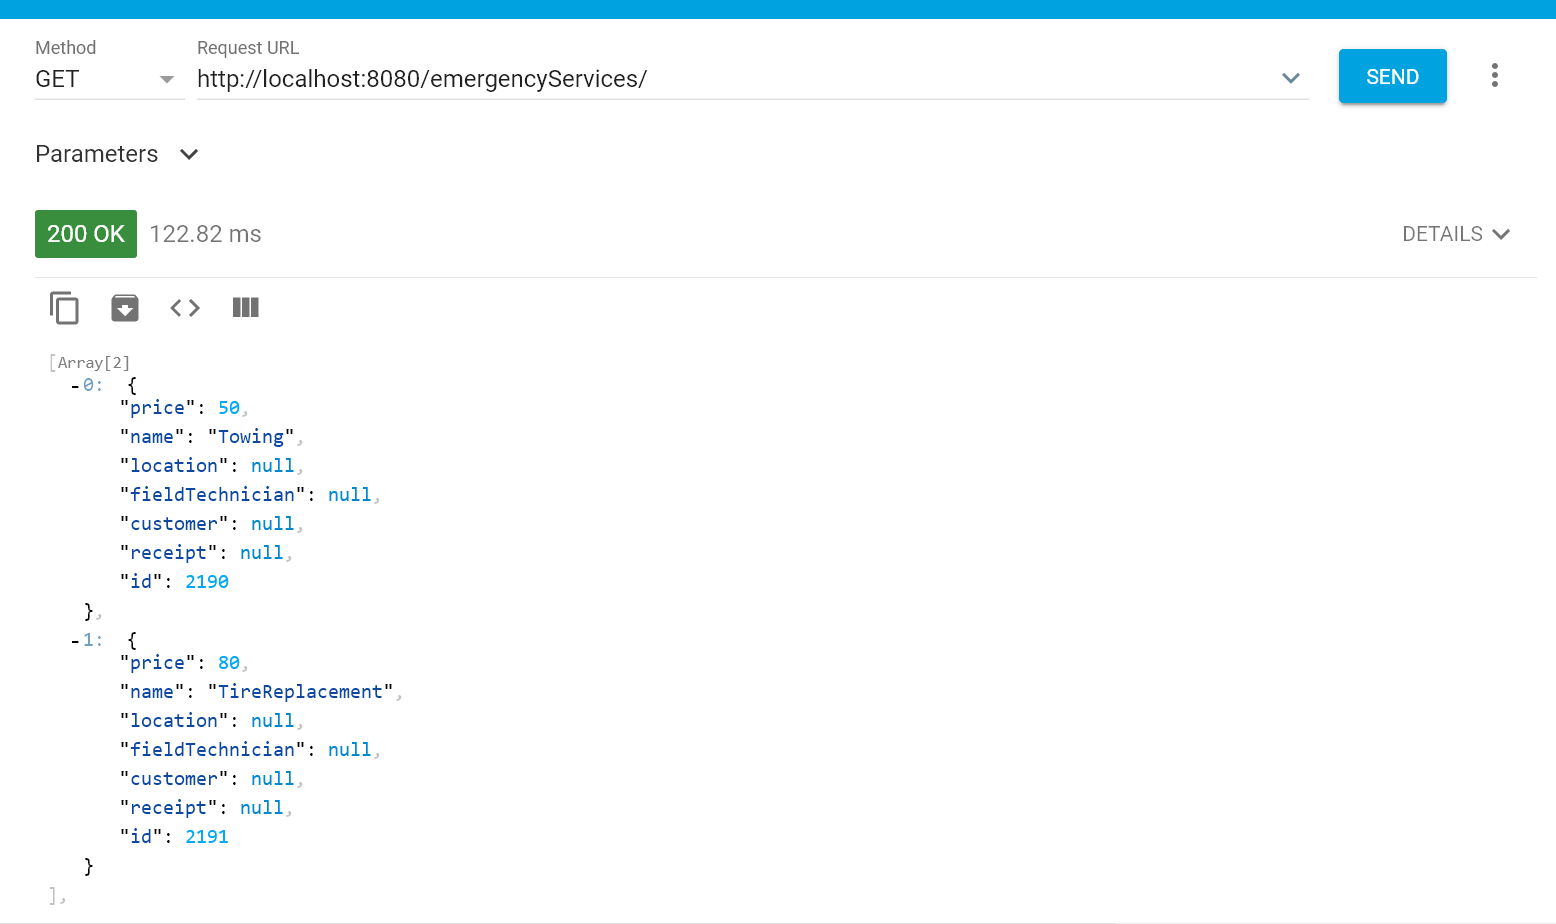 Method
Request URL
GET
http://localhost:8080/emergencyServices/
SEND
Parameters
200 OK
122.82 ms
DETAILS
[Array[2]
-0: {
"price": 50,
"name": "Towing",
"location": null,
"fieldTechnician": null,
"customer": null,
"receipt": null,
"id": 2190
},
-1: {
"price": 80,
"name": "TireReplacement",
"location": null,
"fieldTechnician": null,
"customer": null,
"receipt": null,
"id": 2191
}
],